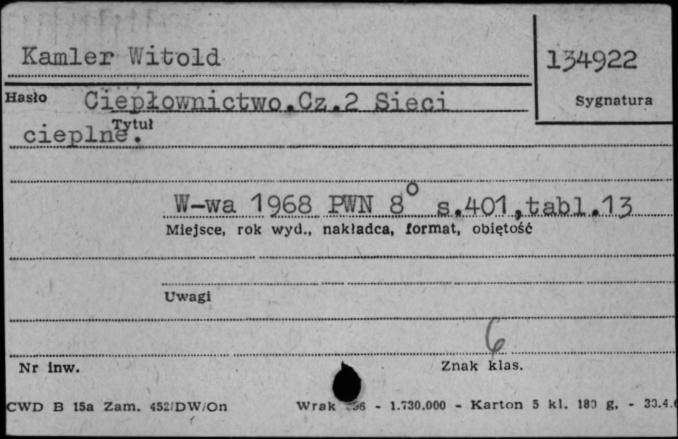 Kamler Witold
134922
Hasło Ciepłownictwo.Cz.2 Sieci
Sygnatura
Tytuł
cieplne.
W-wa 1968 PWN 8° s.401,tabl.13
Miejsce, rok wyd., nakładca, format, objętość
Uwagi
6
Nr inw.
Znak klas.
CWD B 15a Zam. 452/DW/On Wrak - 1.730.000 - Karton 5 kl. 180 g. -